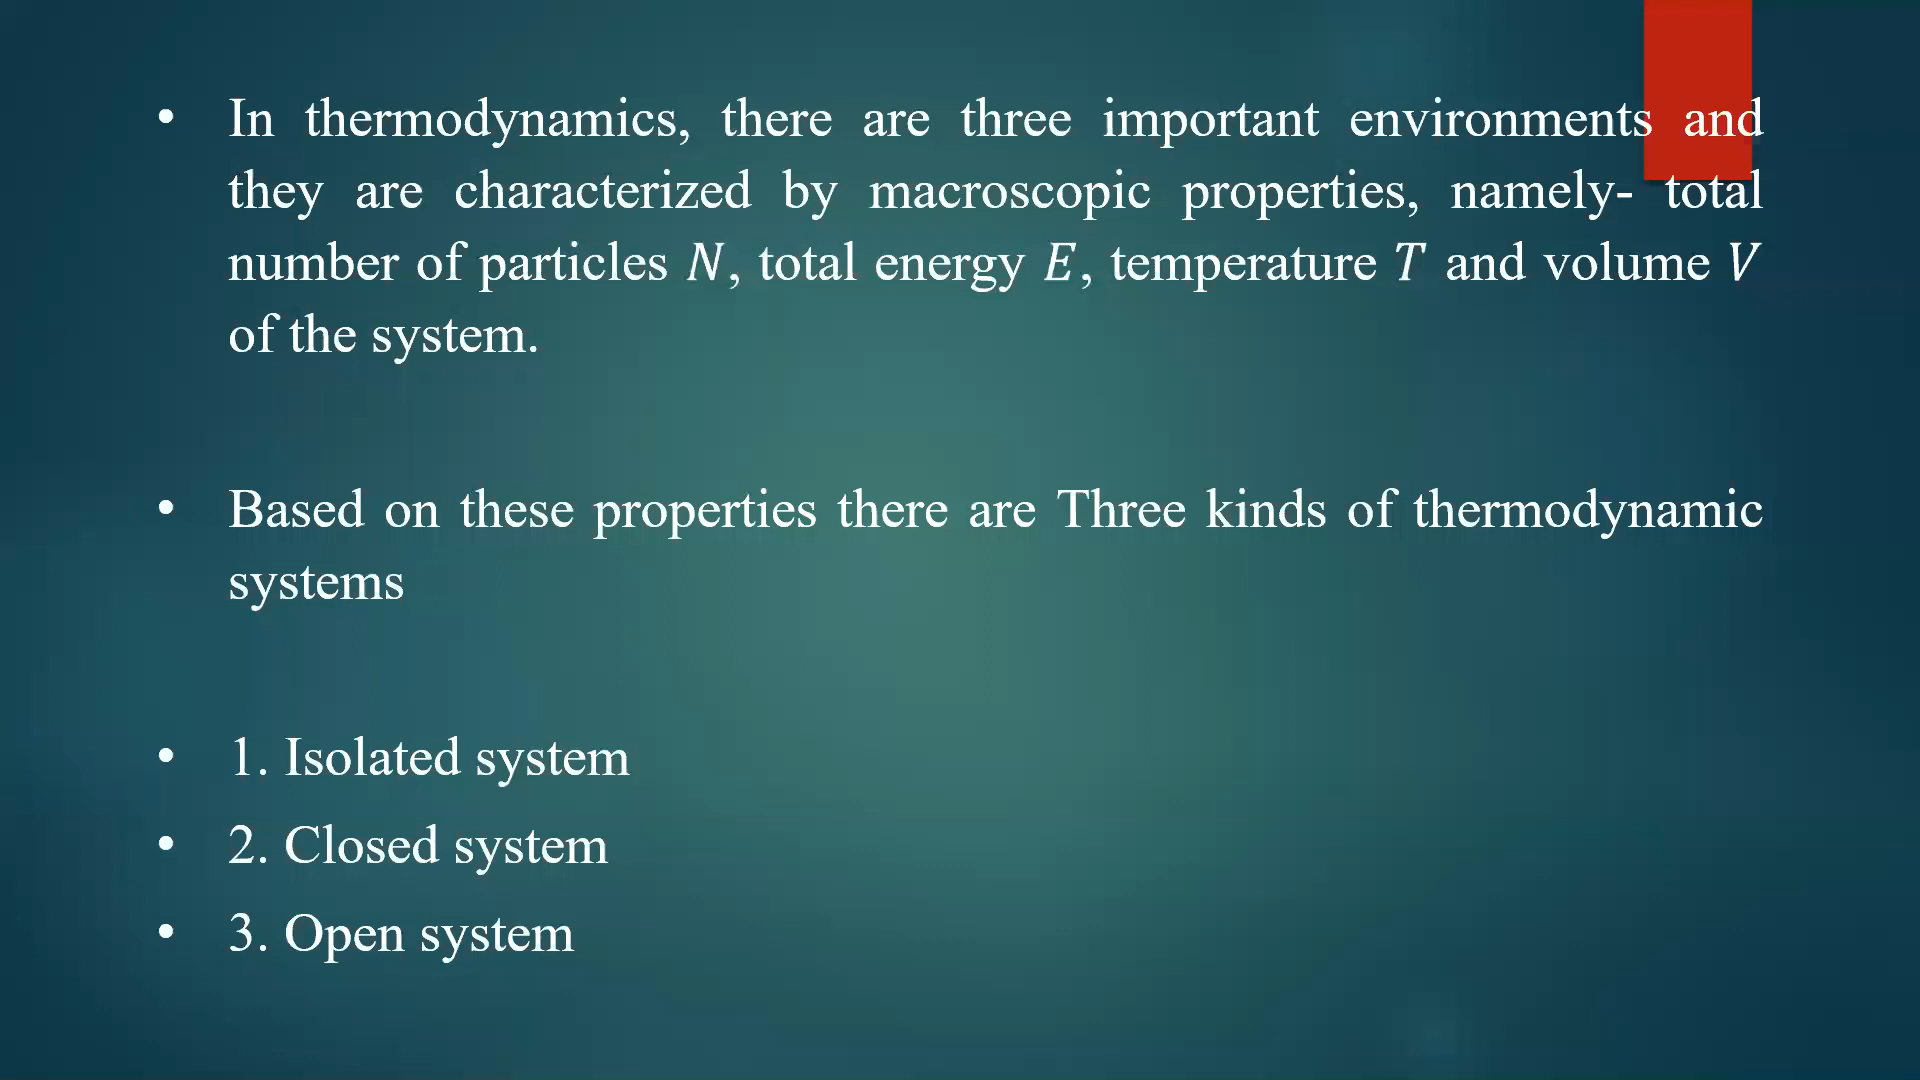 • In thermodynamics, there are three important environments and
they are characterized by macroscopic properties, namely- total
number of particles N, total energy E, temperature T and volume V
of the system.
• Based on these properties there are Three kinds of thermodynamic
systems
• 1. Isolated system
• 2. Closed system
• 3. Open system